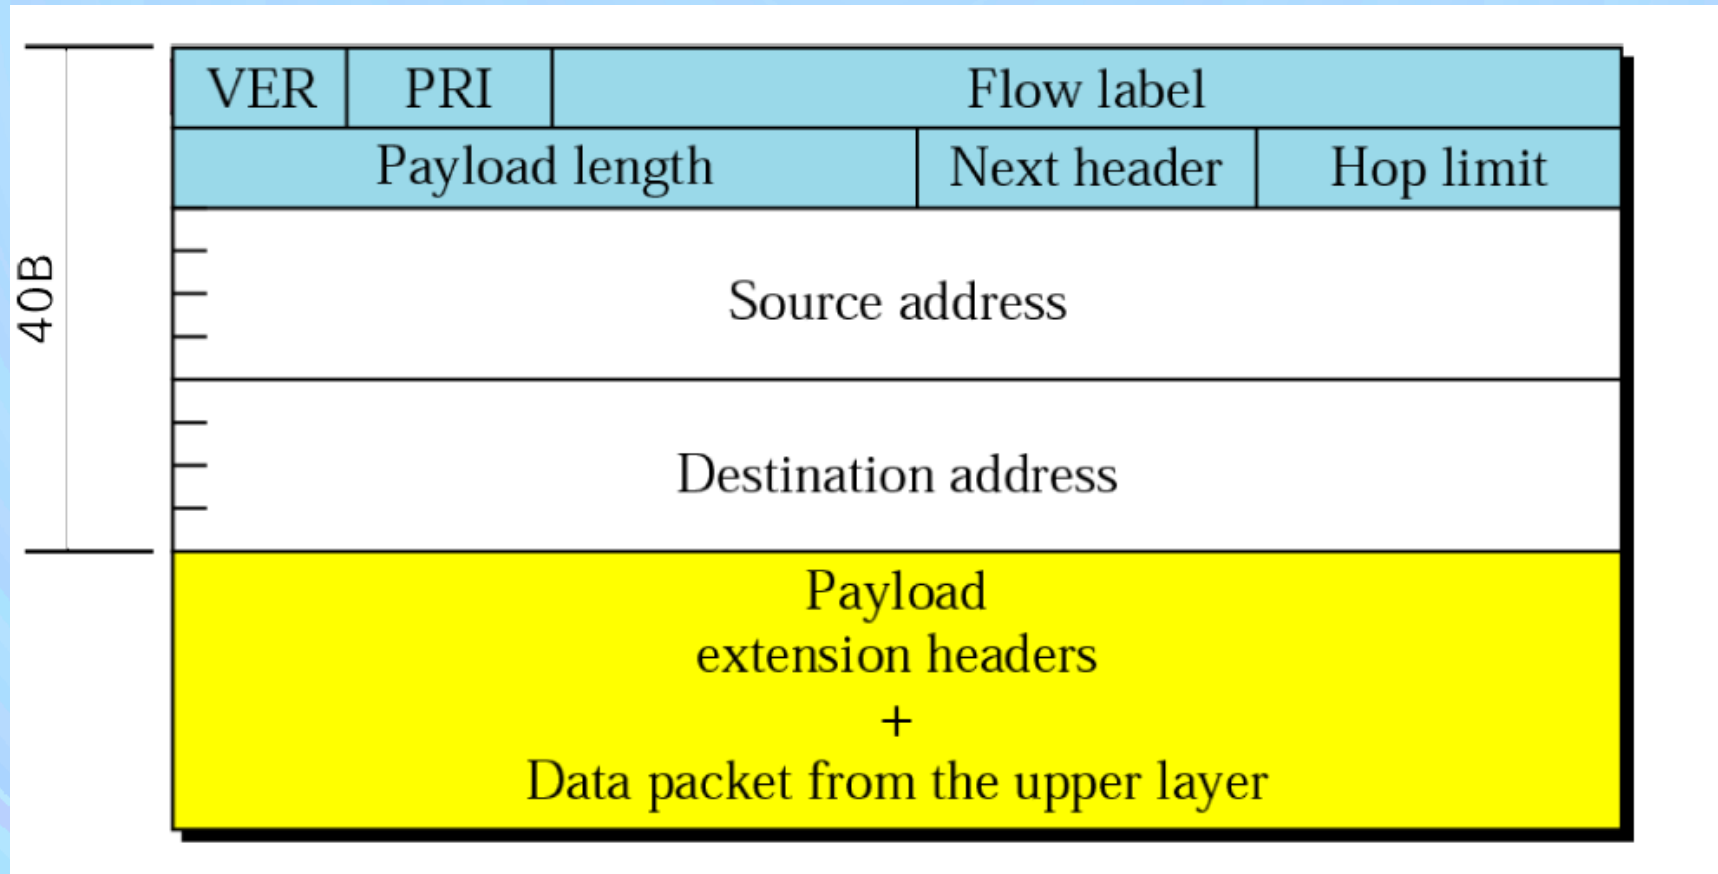 VER PRI Flow label
Payload length Next header Hop limit
40B
Source address
Destination address
Payload
extension headers
+
Data packet from the upper layer